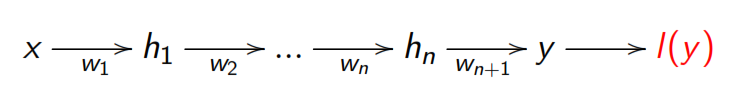 x h₁ ... hₙ y l(y)
w₁ w₂ wₙ wₙ₊₁